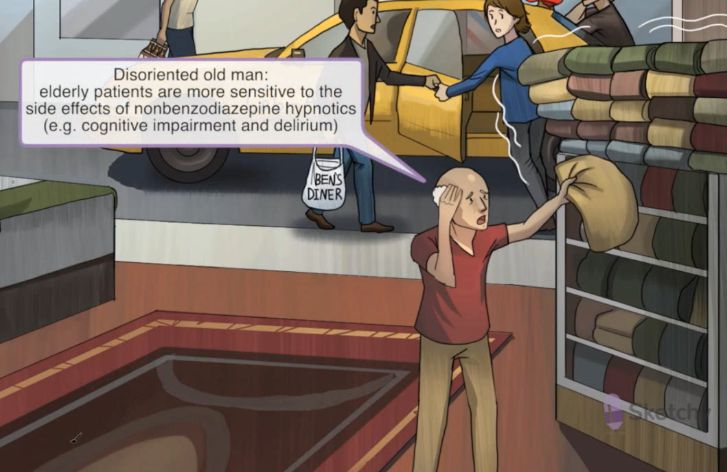 Disoriented old man:
elderly patients are more sensitive to the
side effects of nonbenzodiazepine hypnotics
(e.g. cognitive impairment and delirium)
BEN'S
DINER
Sketchy